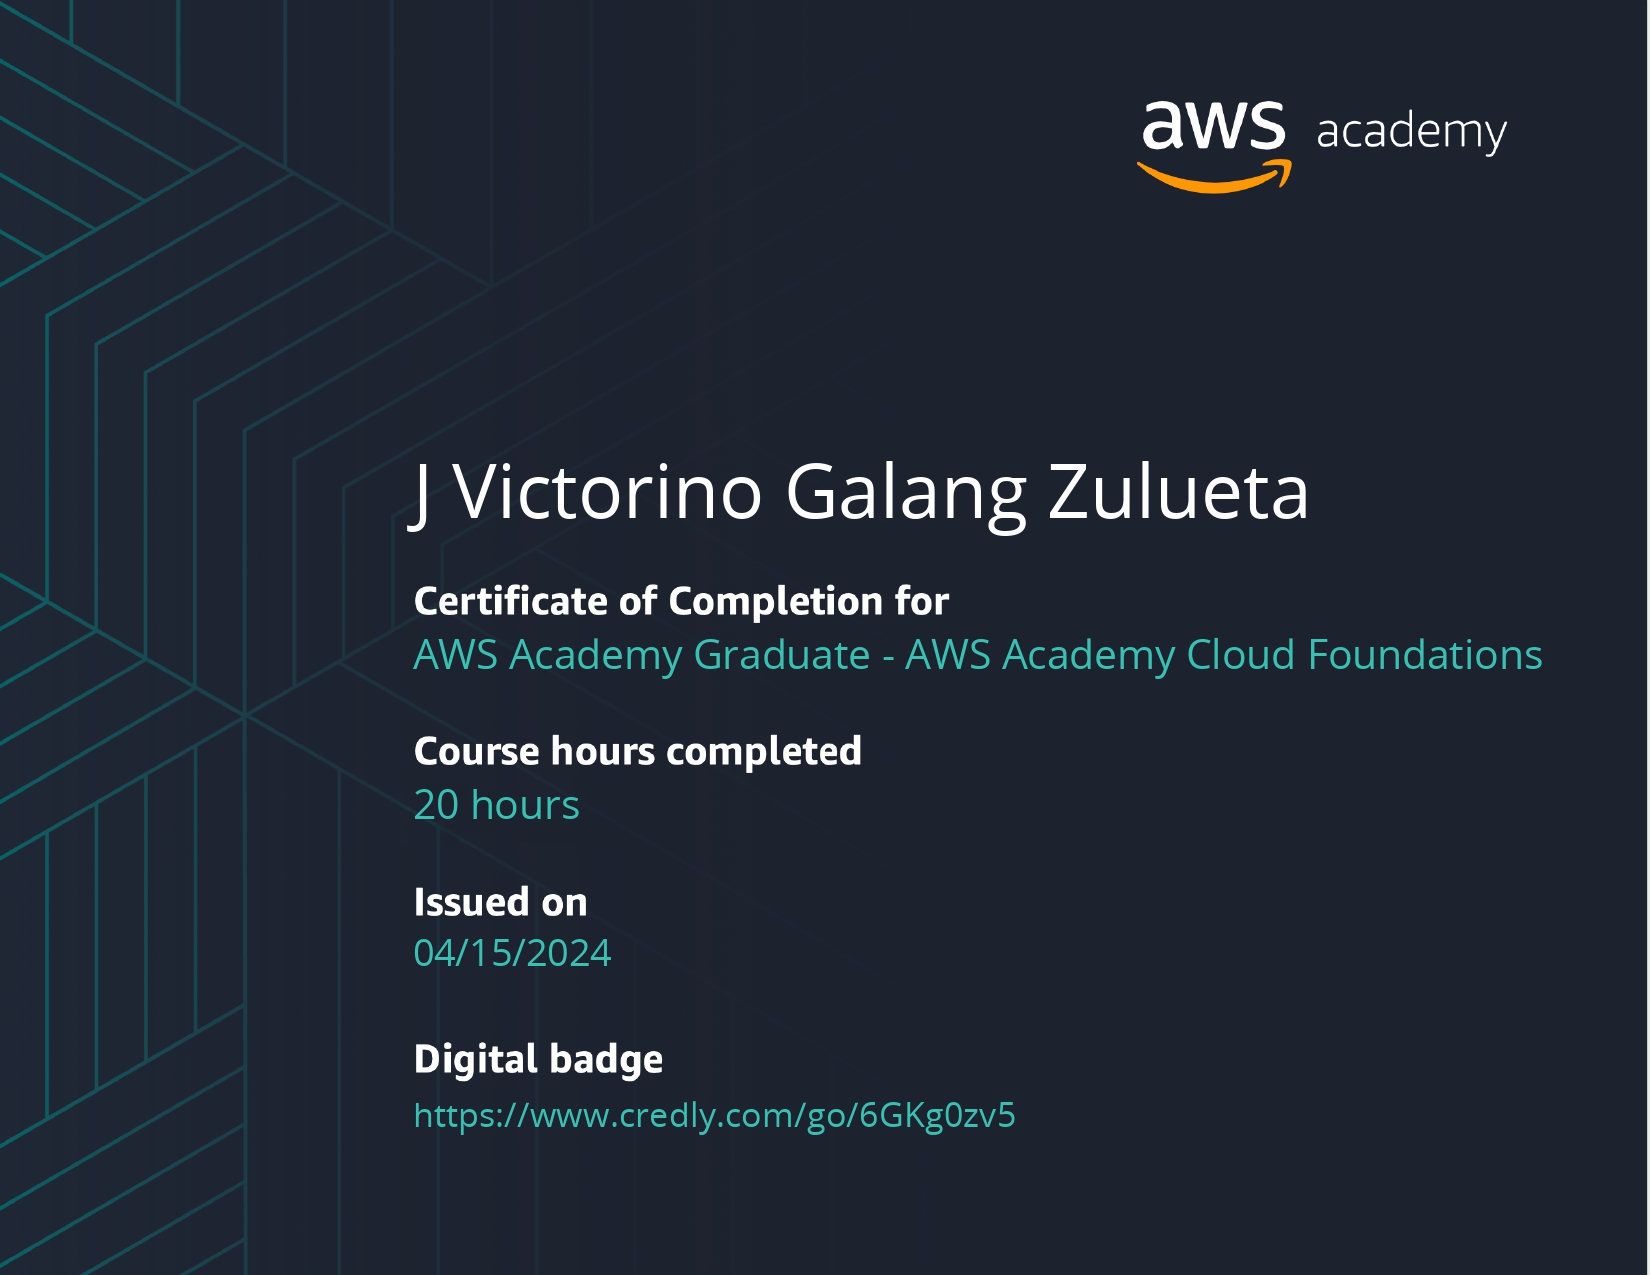 aws academy
J Victorino Galang Zulueta
Certificate of Completion for
AWS Academy Graduate - AWS Academy Cloud Foundations
Course hours completed
20 hours
Issued on
04/15/2024
Digital badge
https://www.credly.com/go/6GKg0zv5